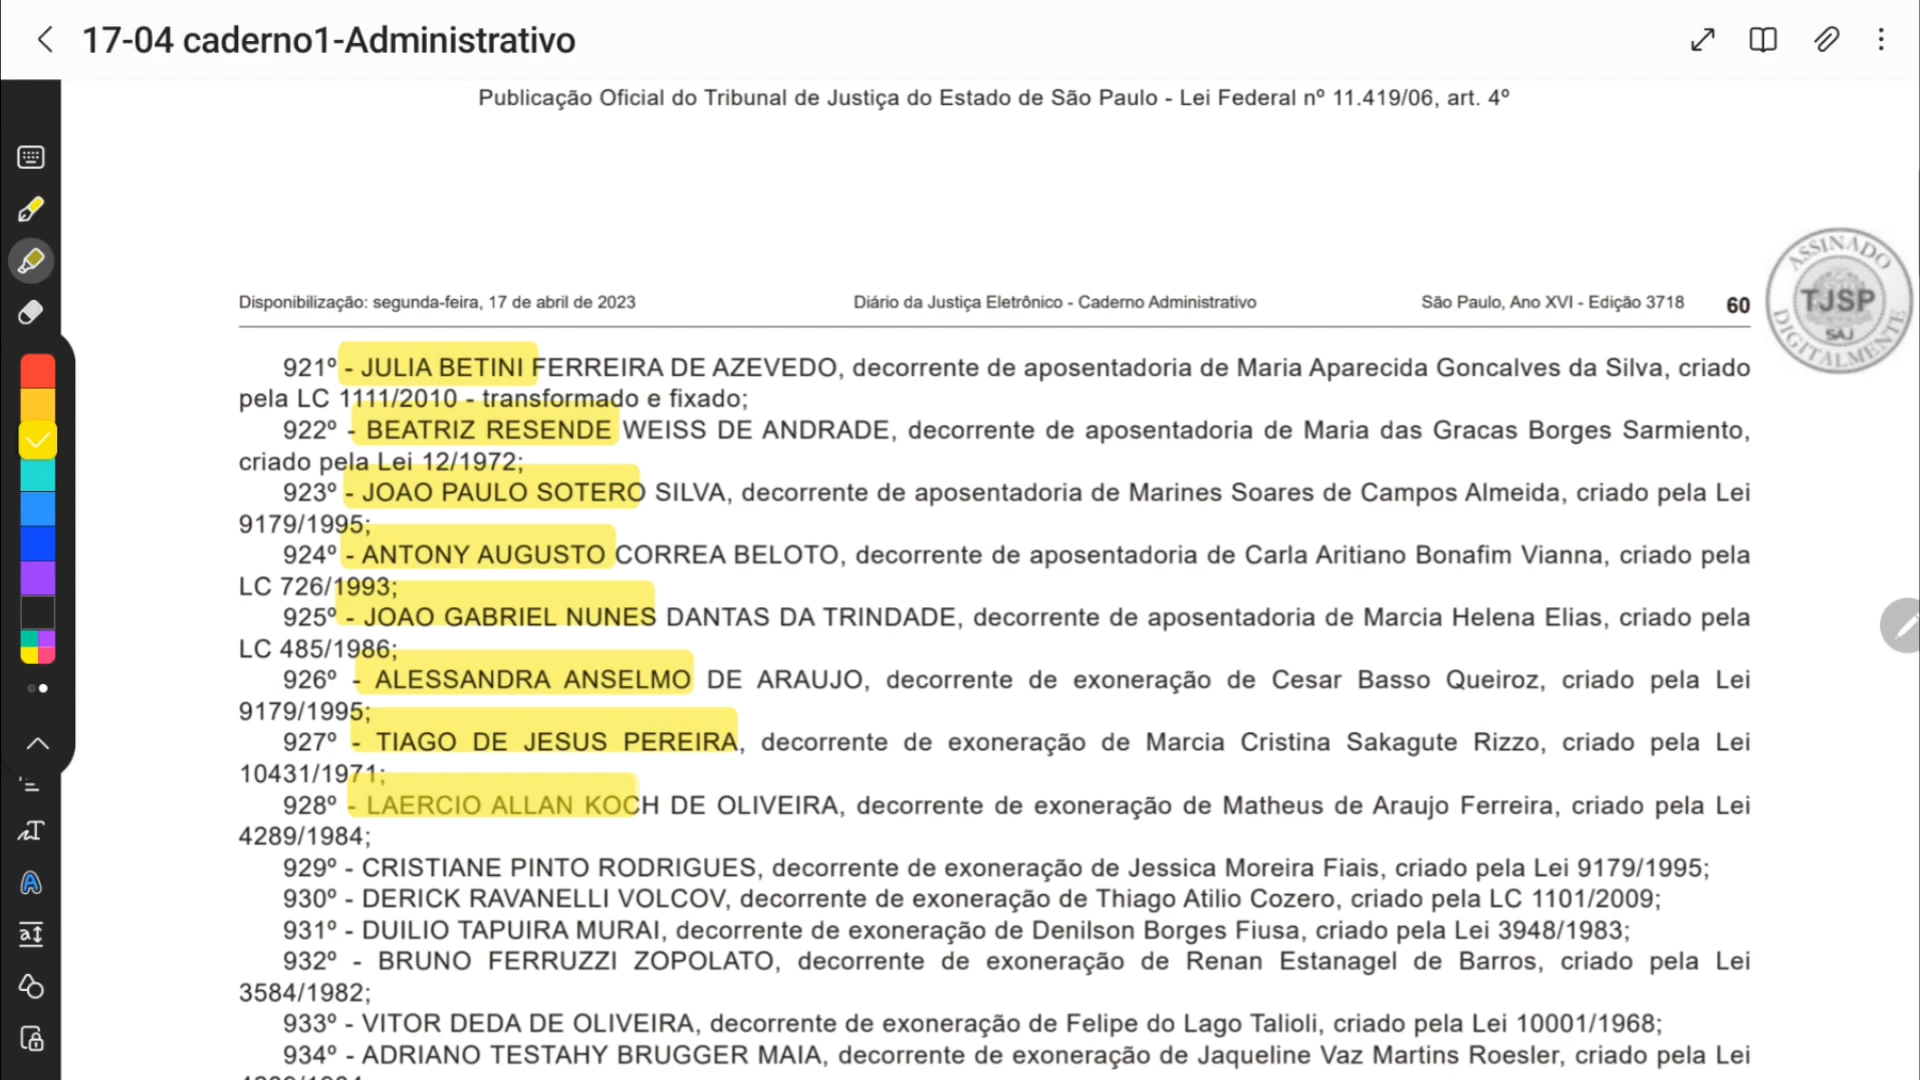 17-04 caderno1-Administrativo
Publicação Oficial do Tribunal de Justiça do Estado de São Paulo - Lei Federal nº 11.419/06, art. 4º
Disponibilização: segunda-feira, 17 de abril de 2023 Diário da Justiça Eletrônico - Caderno Administrativo São Paulo, Ano XVI - Edição 3718 60
ASSINADO
TJSP
SAJ
DIGITALMENTE
921º - JULIA BETINI FERREIRA DE AZEVEDO, decorrente de aposentadoria de Maria Aparecida Goncalves da Silva, criado
pela LC 1111/2010 - transformado e fixado;
922º - BEATRIZ RESENDE WEISS DE ANDRADE, decorrente de aposentadoria de Maria das Gracas Borges Sarmiento,
criado pela Lei 12/1972;
923º - JOAO PAULO SOTERO SILVA, decorrente de aposentadoria de Marines Soares de Campos Almeida, criado pela Lei
9179/1995;
924º - ANTONY AUGUSTO CORREA BELOTO, decorrente de aposentadoria de Carla Aritiano Bonafim Vianna, criado pela
LC 726/1993;
925º - JOAO GABRIEL NUNES DANTAS DA TRINDADE, decorrente de aposentadoria de Marcia Helena Elias, criado pela
LC 485/1986;
926º - ALESSANDRA ANSELMO DE ARAUJO, decorrente de exoneração de Cesar Basso Queiroz, criado pela Lei
9179/1995;
927º - TIAGO DE JESUS PEREIRA, decorrente de exoneração de Marcia Cristina Sakagute Rizzo, criado pela Lei
10431/1971;
928º - LAERCIO ALLAN KOCH DE OLIVEIRA, decorrente de exoneração de Matheus de Araujo Ferreira, criado pela Lei
4289/1984;
929º - CRISTIANE PINTO RODRIGUES, decorrente de exoneração de Jessica Moreira Fiais, criado pela Lei 9179/1995;
930º - DERICK RAVANELLI VOLCOV, decorrente de exoneração de Thiago Atilio Cozero, criado pela LC 1101/2009;
931º - DUILIO TAPUIRA MURAI, decorrente de exoneração de Denilson Borges Fiusa, criado pela Lei 3948/1983;
932º - BRUNO FERRUZZI ZOPOLATO, decorrente de exoneração de Renan Estanagel de Barros, criado pela Lei
3584/1982;
933º - VITOR DEDA DE OLIVEIRA, decorrente de exoneração de Felipe do Lago Talioli, criado pela Lei 10001/1968;
934º - ADRIANO TESTAHY BRUGGER MAIA, decorrente de exoneração de Jaqueline Vaz Martins Roesler, criado pela Lei